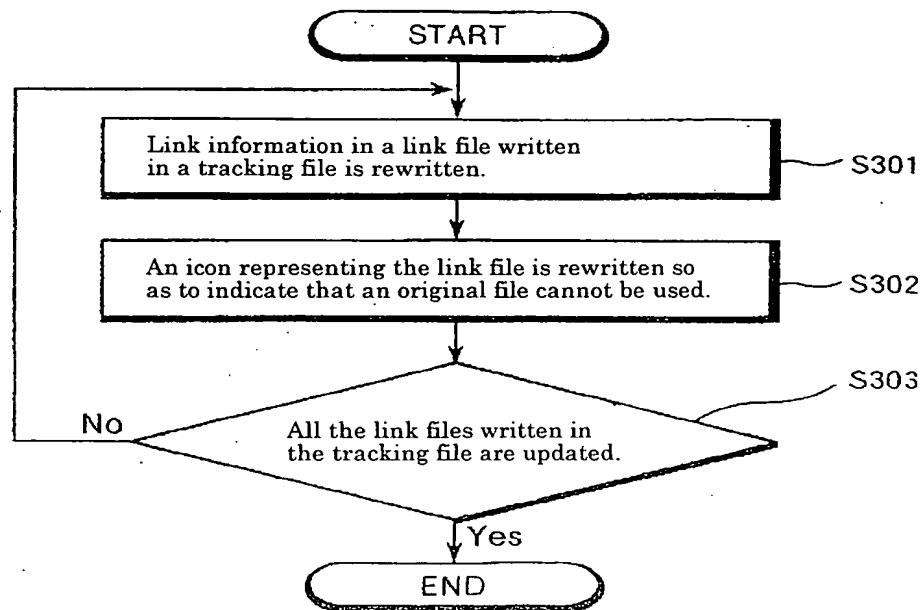 START
Link information in a link file written
in a tracking file is rewritten.
S301
An icon representing the link file is rewritten so
as to indicate that an original file cannot be used.
S302
S303
No
All the link files written in
the tracking file are updated.
Yes
END